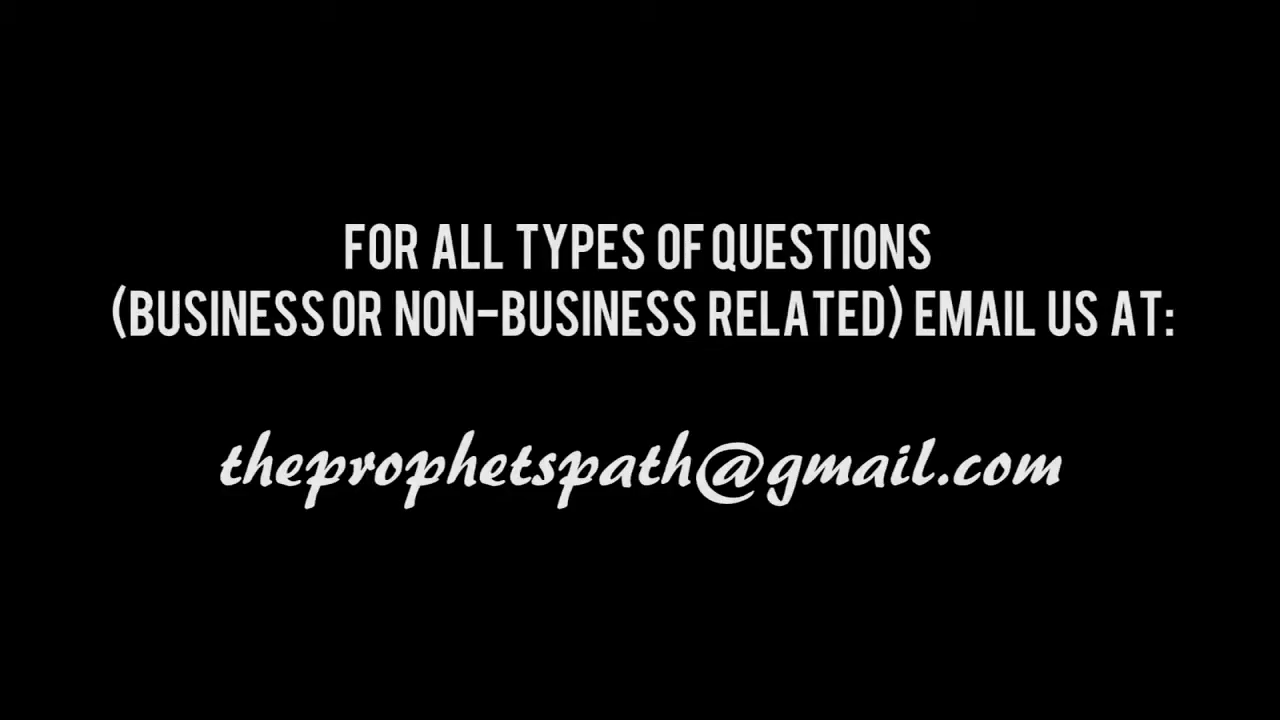 FOR ALL TYPES OF QUESTIONS
(BUSINESS OR NON-BUSINESS RELATED) EMAIL US AT:
theprophetspath@gmail.com